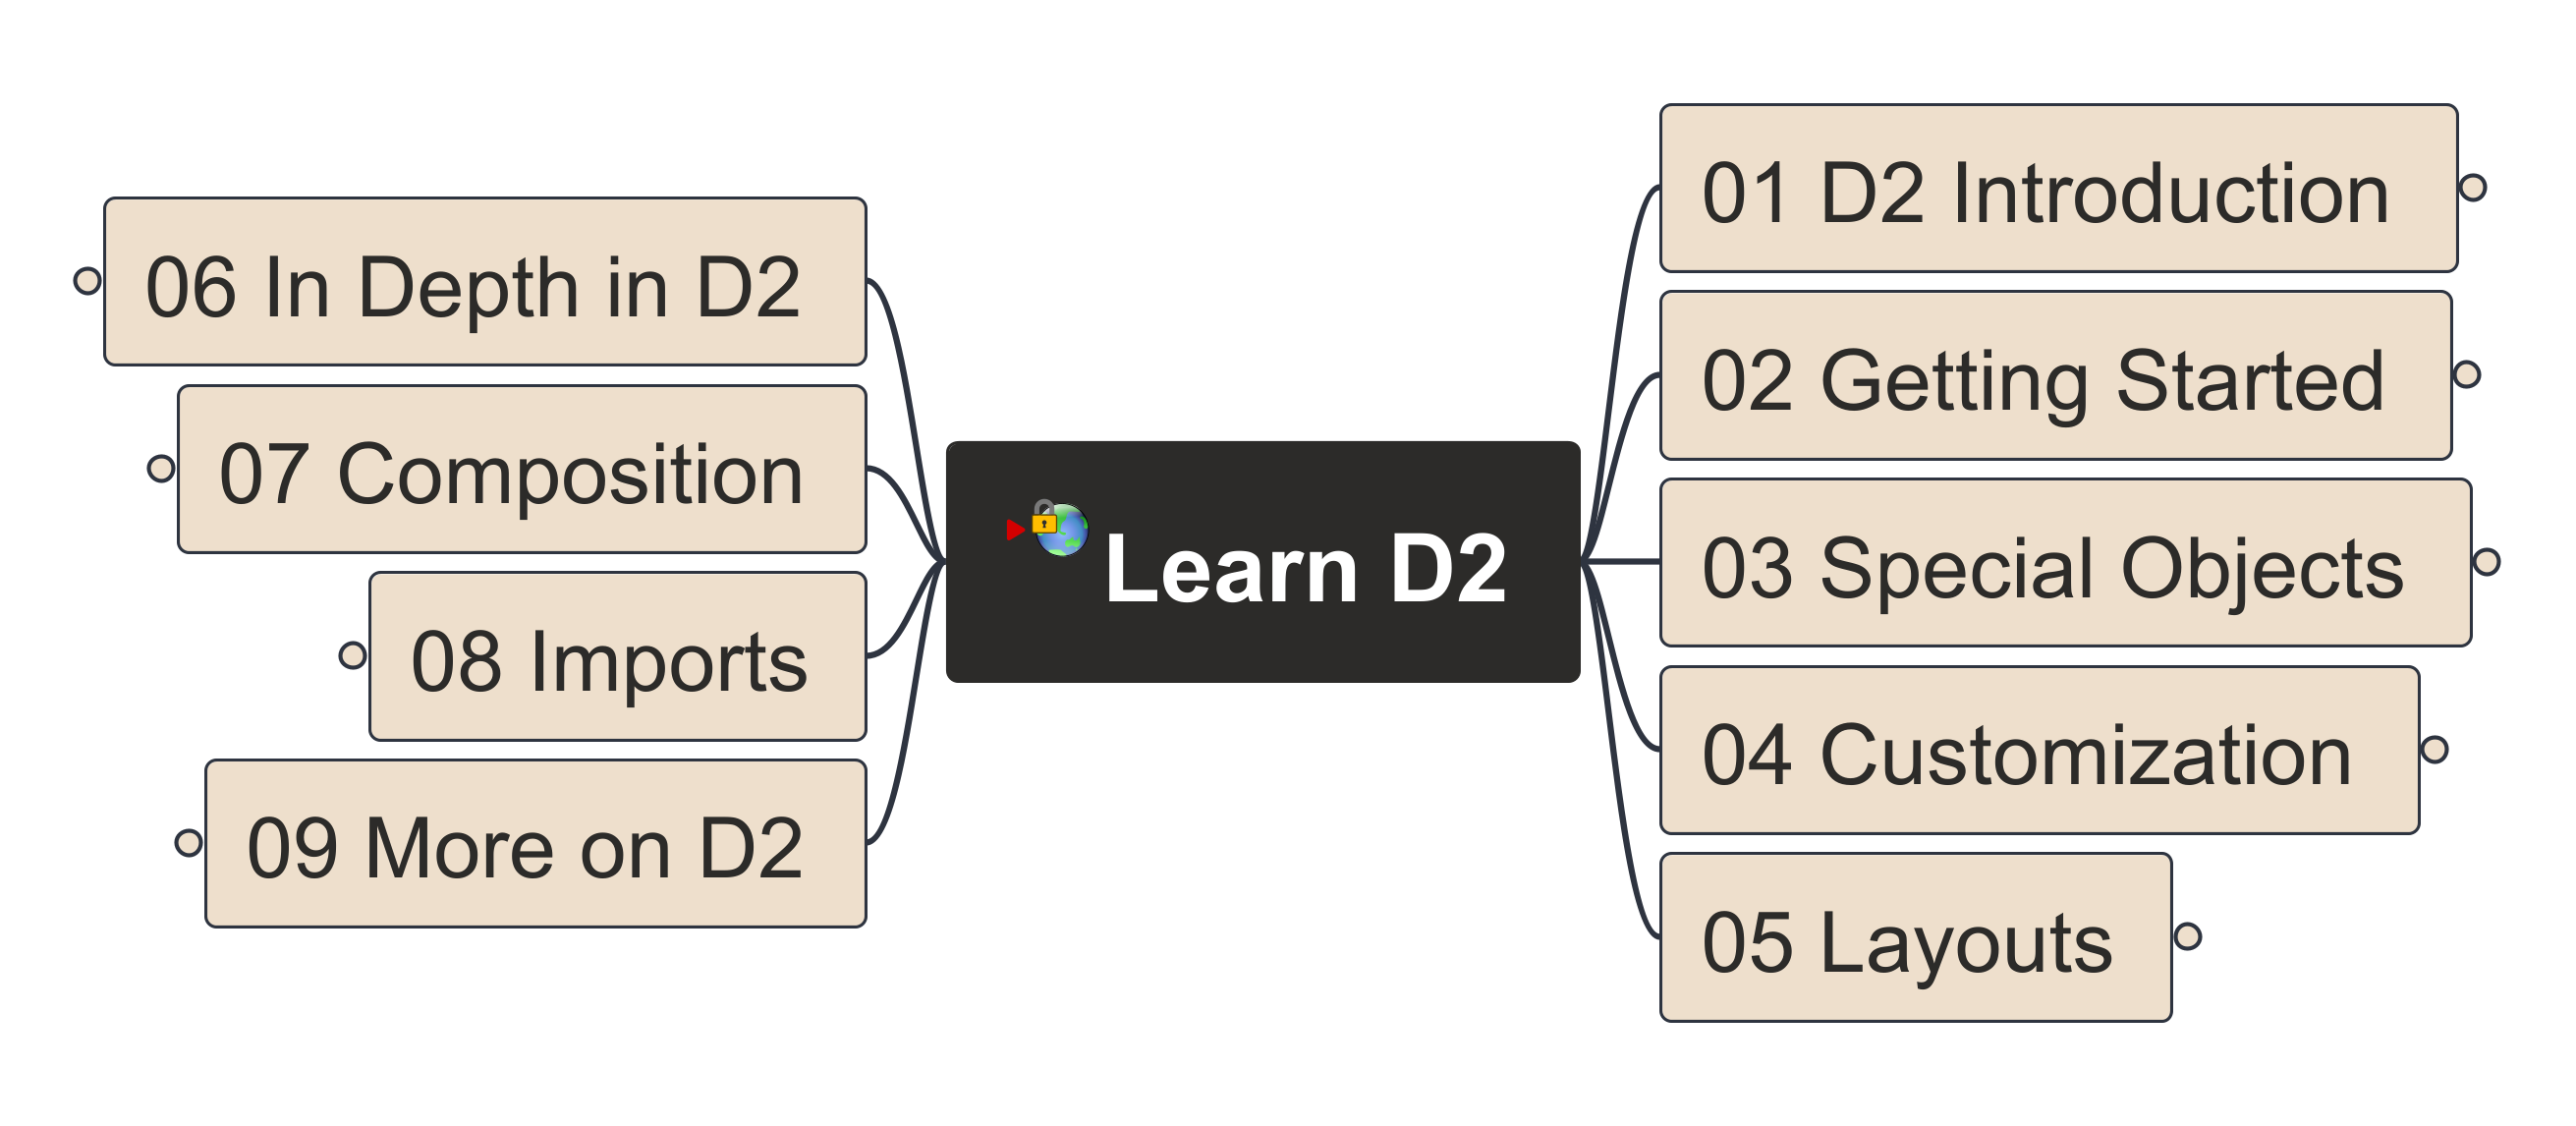 Learn D2
01 D2 Introduction
02 Getting Started
03 Special Objects
04 Customization
05 Layouts
06 In Depth in D2
07 Composition
08 Imports
09 More on D2